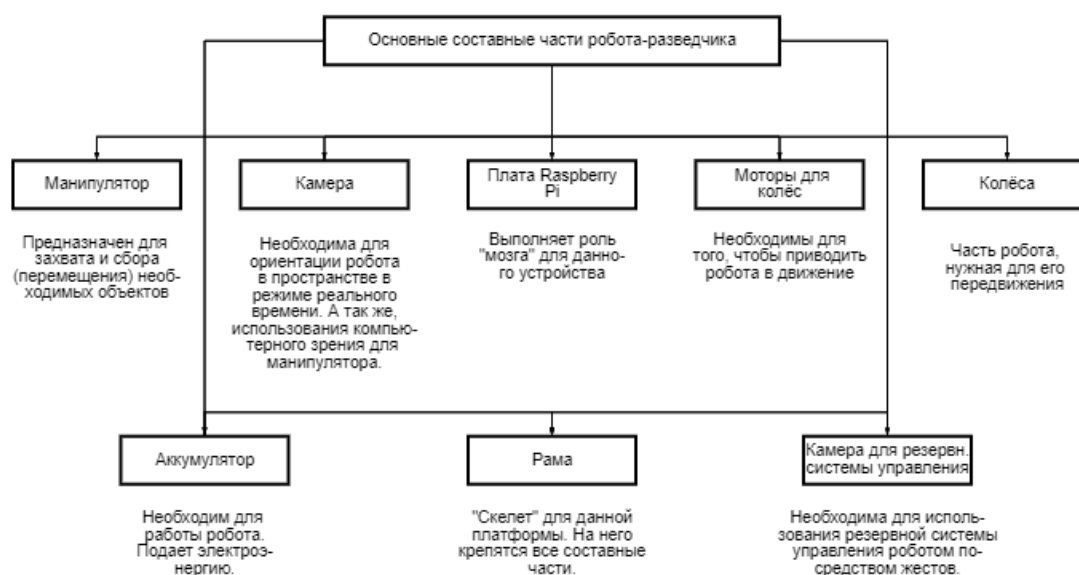 Основные составные части робота-разведчика
Манипулятор
Предназначен для
захвата и сбора
(перемещения) необ-
ходимых объектов
Камера
Необходима для
ориентации робота
в пространстве в
режиме реального
времени. А так же,
использования компью-
терного зрения для
манипулятора.
Плата Raspberry
Pi
Выполняет роль
"мозга" для данно-
го устройства
Моторы для
колёс
Необходимы для
того, чтобы приводить
робота в движение
Колёса
Часть робота,
нужная для его
передвижения
Аккумулятор
Необходим для
работы робота.
Подает электроэ-
нергию.
Рама
"Скелет" для данной
платформы. На него
крепятся все составные
части.
Камера для резервн.
системы управления
Необходима для исполь-
зования резервной системы
управления роботом по-
средством жестов.